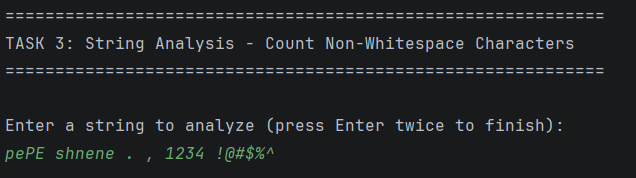 ============================================================
TASK 3: String Analysis - Count Non-Whitespace Characters
============================================================
Enter a string to analyze (press Enter twice to finish):
pePE shnene . , 1234 !@#$%^